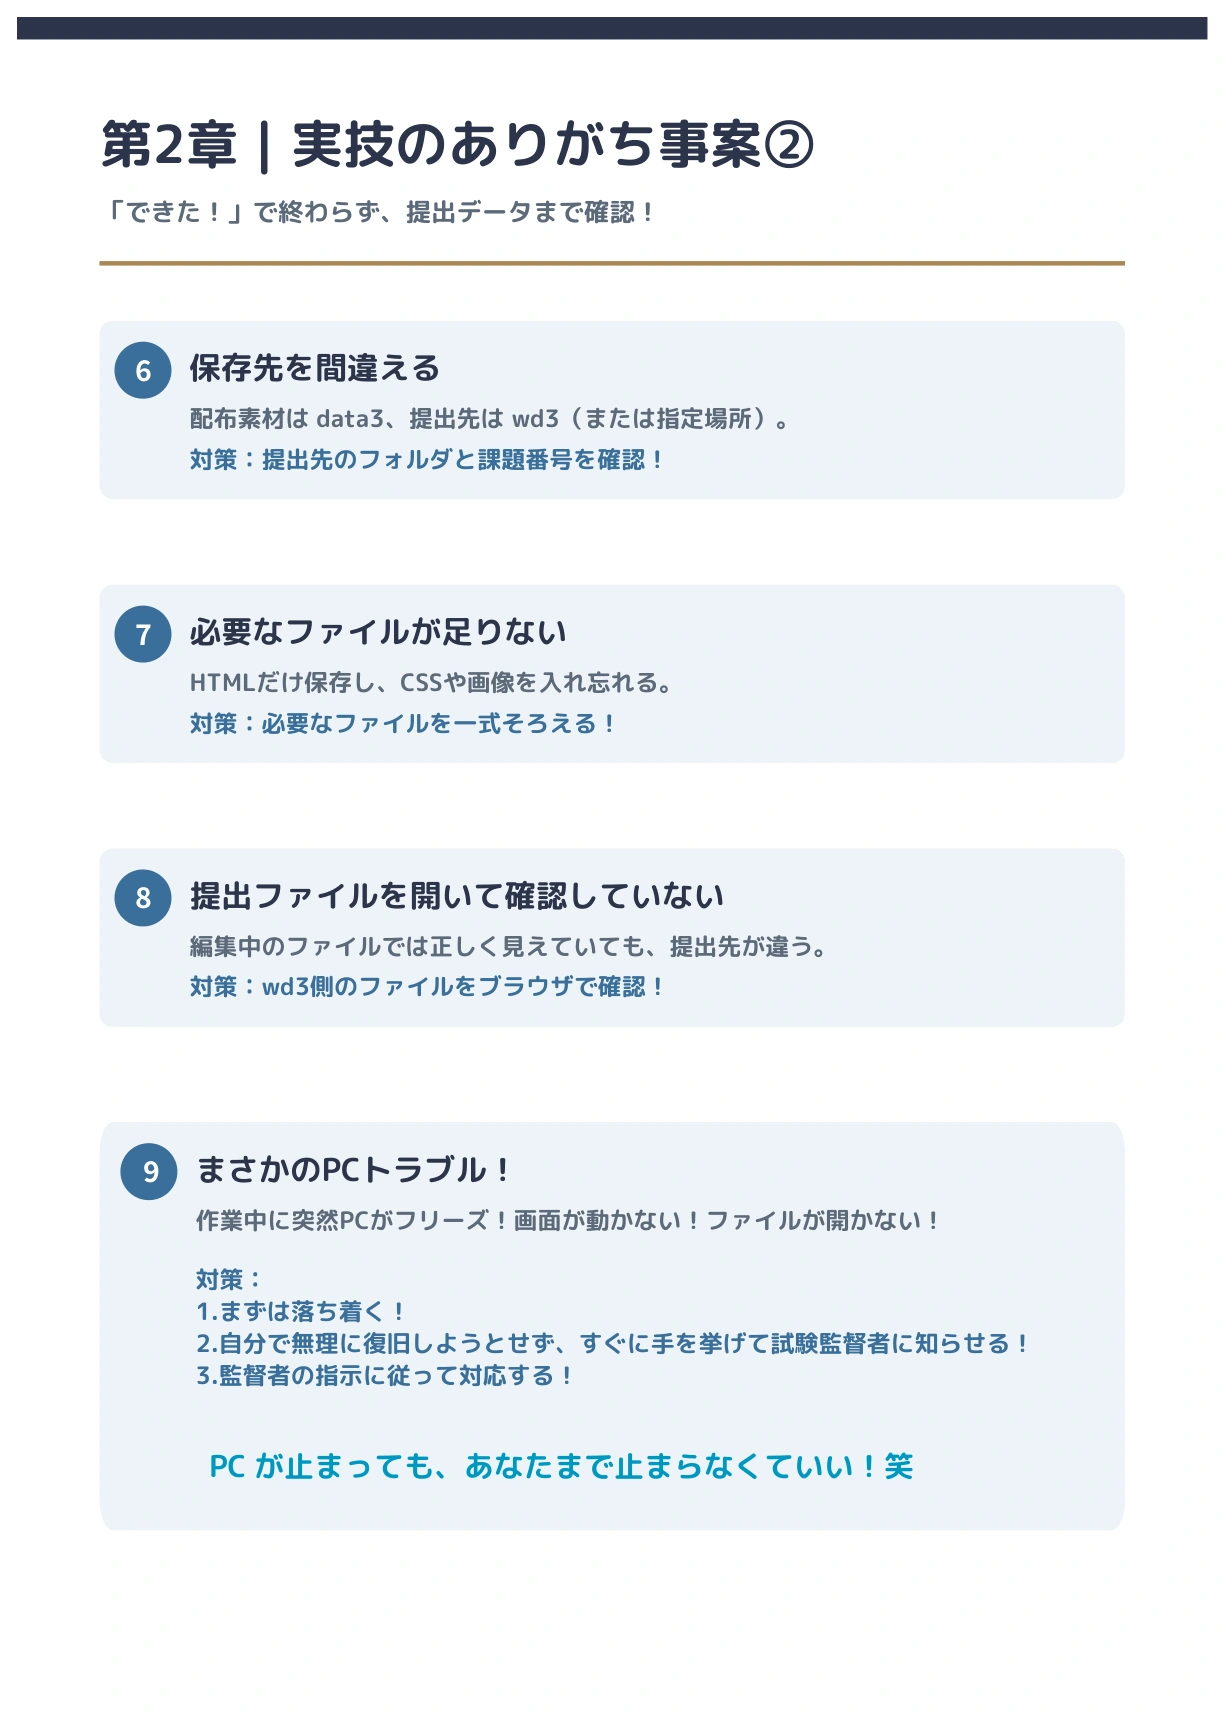 第2章｜実技のありがち事案②
「できた！」で終わらず、提出データまで確認！
6 保存先を間違える
配布素材は data3、提出先は wd3（または指定場所）。
対策：提出先のフォルダと課題番号を確認！
7 必要なファイルが足りない
HTMLだけ保存し、CSSや画像を入れ忘れる。
対策：必要なファイルを一式そろえる！
8 提出ファイルを開いて確認していない
編集中のファイルでは正しく見えていても、提出先が違う。
対策：wd3側のファイルをブラウザで確認！
9 まさかのPCトラブル！
作業中に突然PCがフリーズ！画面が動かない！ファイルが開かない！
対策：
1.まずは落ち着く！
2.自分で無理に復旧しようとせず、すぐに手を挙げて試験監督者に知らせる！
3.監督者の指示に従って対応する！
PC が止まっても、あなたまで止まらなくていい！笑